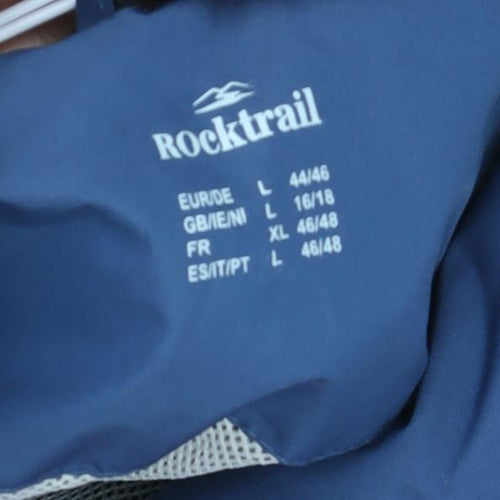 Rocktrail
EUR/DE L 44/46
GB/IE/NI L 16/18
FR XL 46/48
ES/IT/PT L 46/48